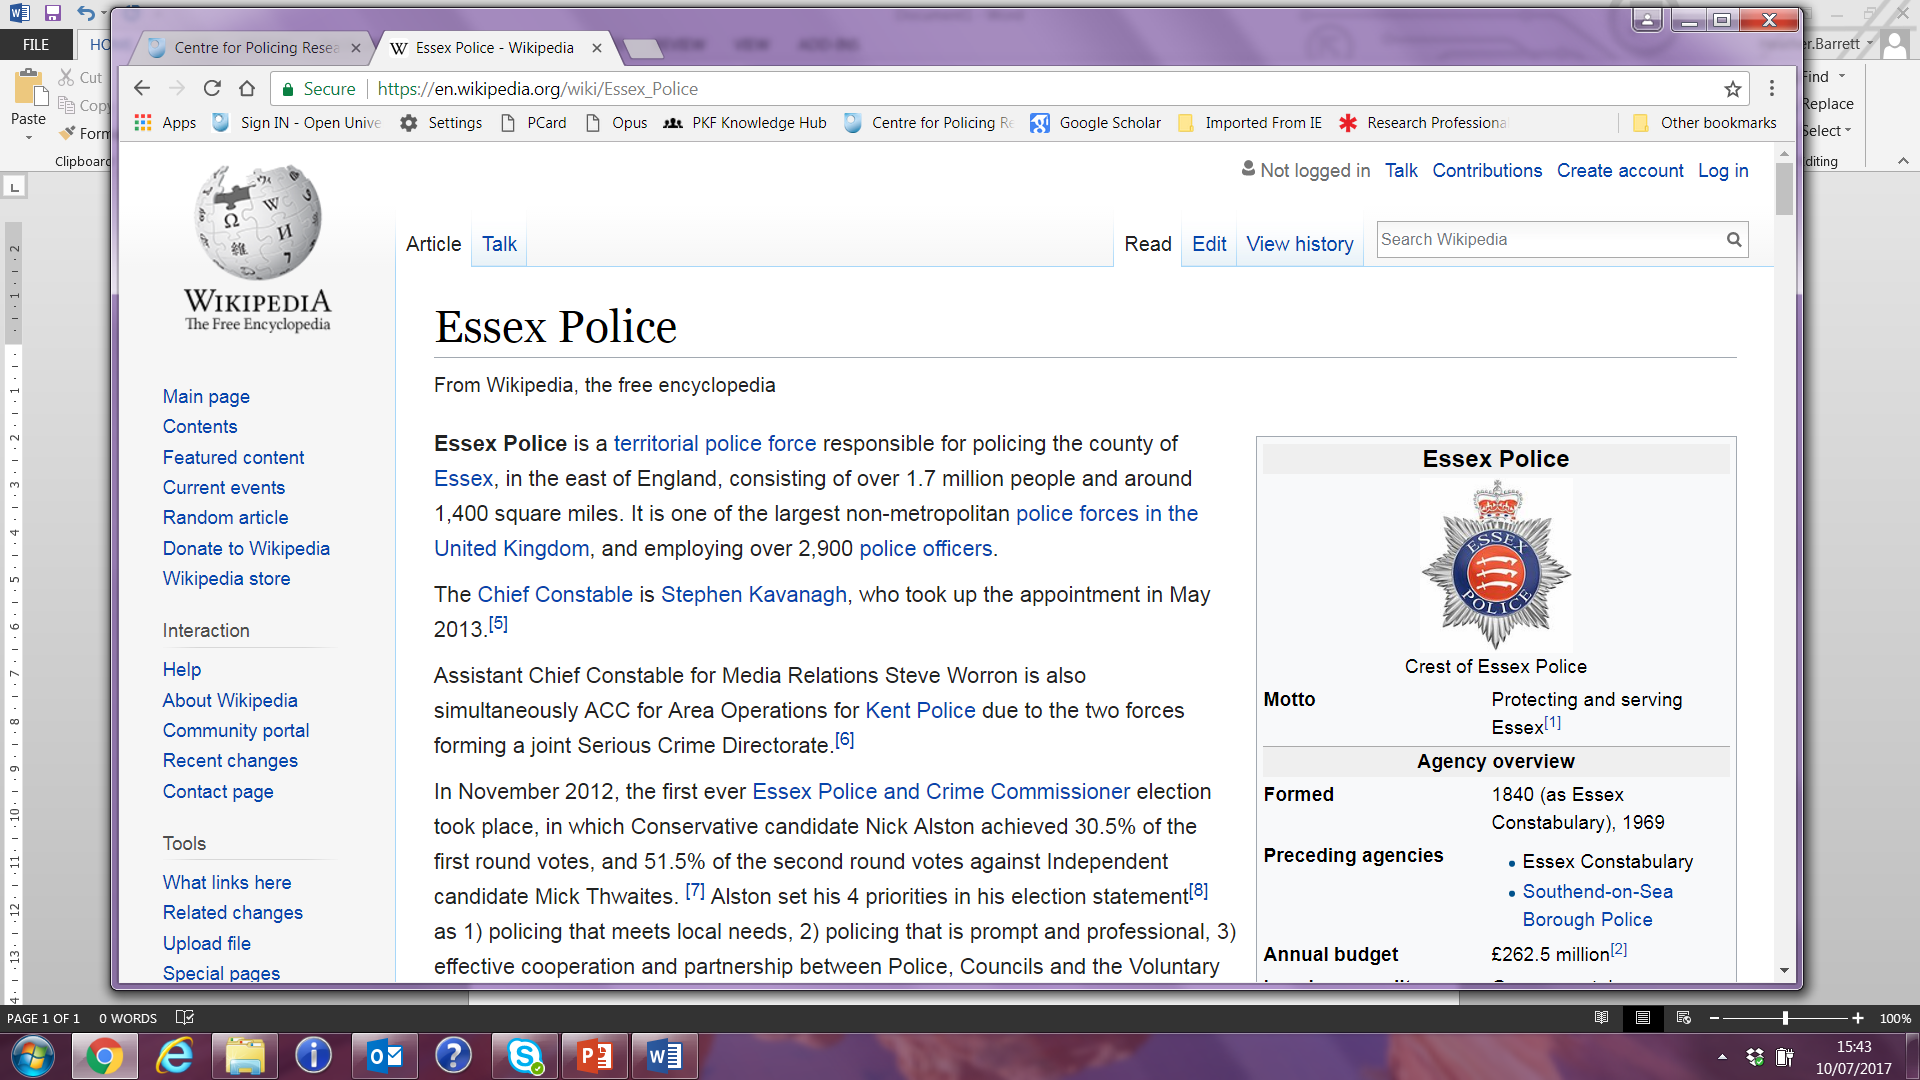 FILE
Cut
Copy
Paste
Form
Clipboard
r.Barrett
Find
Replace
Select
diting
Centre for Policing Resea
Essex Police - Wikipedia
Secure
https://en.wikipedia.org/wiki/Essex_Police
Apps
Sign IN - Open Unive
Settings
PCard
Opus
PKF Knowledge Hub
Centre for Policing Re
Google Scholar
Imported From IE
Research Professiona
Other bookmarks
Not logged in Talk Contributions Create account Log in
WIKIPEDIA
The Free Encyclopedia
Article Talk Read Edit View history
Search Wikipedia
Main page
Contents
Featured content
Current events
Random article
Donate to Wikipedia
Wikipedia store
Interaction
Help
About Wikipedia
Community portal
Recent changes
Contact page
Tools
What links here
Related changes
Upload file
Special pages
Essex Police
From Wikipedia, the free encyclopedia
Essex Police is a territorial police force responsible for policing the county of
Essex, in the east of England, consisting of over 1.7 million people and around
1,400 square miles. It is one of the largest non-metropolitan police forces in the
United Kingdom, and employing over 2,900 police officers.
The Chief Constable is Stephen Kavanagh, who took up the appointment in May
2013.[5]
Assistant Chief Constable for Media Relations Steve Worron is also
simultaneously ACC for Area Operations for Kent Police due to the two forces
forming a joint Serious Crime Directorate.[6]
In November 2012, the first ever Essex Police and Crime Commissioner election
took place, in which Conservative candidate Nick Alston achieved 30.5% of the
first round votes, and 51.5% of the second round votes against Independent
candidate Mick Thwaites. [7] Alston set his 4 priorities in his election statement[8]
as 1) policing that meets local needs, 2) policing that is prompt and professional, 3)
effective cooperation and partnership between Police, Councils and the Voluntary
Essex Police
ESSEX
POLICE
Crest of Essex Police
Motto Protecting and serving
Essex[1]
Agency overview
Formed 1840 (as Essex
Constabulary), 1969
Preceding agencies • Essex Constabulary
• Southend-on-Sea
Borough Police
Annual budget £262.5 million[2]
PAGE 1 OF 1 0 WORDS
100%
15:43
10/07/2017